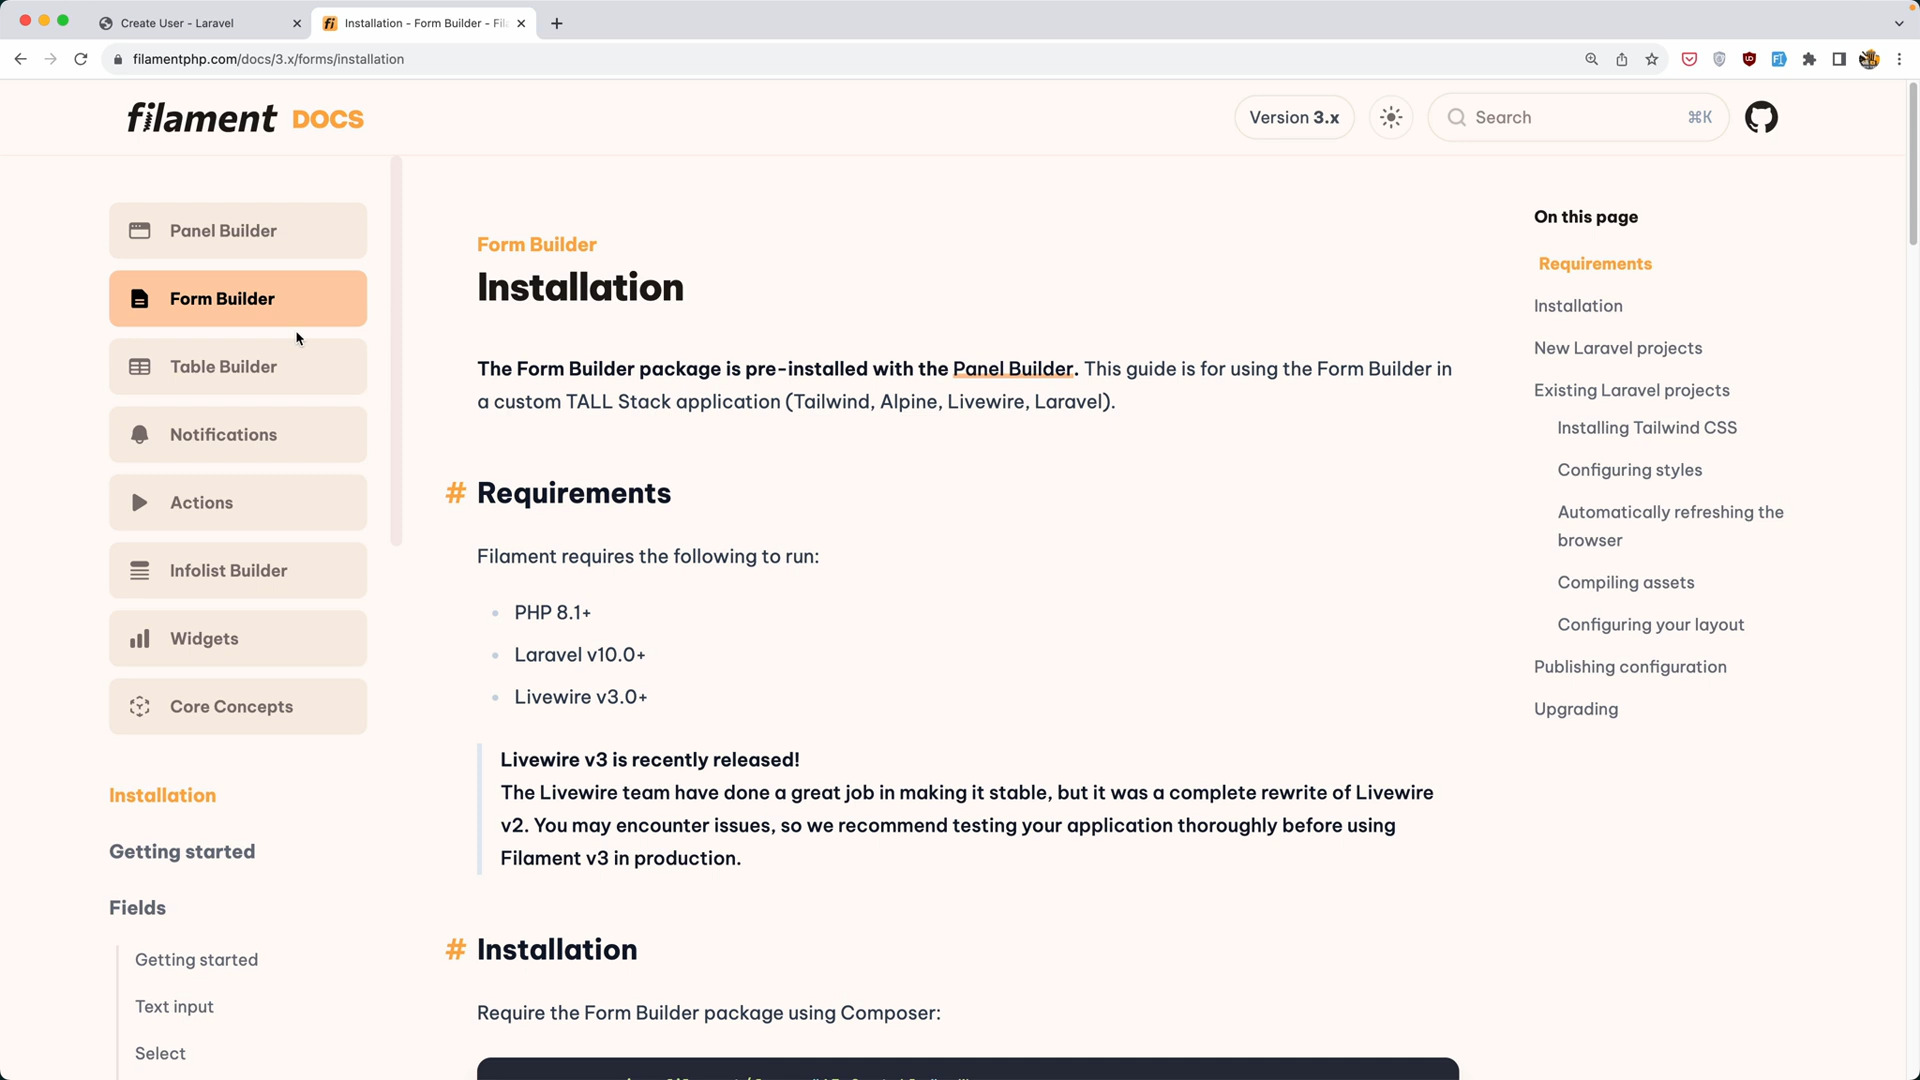 Create User - Laravel
Installation - Form Builder - Fil
filamentphp.com/docs/3.x/forms/installation
filament DOCS
Version 3.x
Search
⌘K
Panel Builder
Form Builder
Table Builder
Notifications
Actions
Infolist Builder
Widgets
Core Concepts
Installation
Getting started
Fields
Getting started
Text input
Select
Form Builder
Installation
The Form Builder package is pre-installed with the Panel Builder. This guide is for using the Form Builder in
a custom TALL Stack application (Tailwind, Alpine, Livewire, Laravel).
# Requirements
Filament requires the following to run:
• PHP 8.1+
• Laravel v10.0+
• Livewire v3.0+
Livewire v3 is recently released!
The Livewire team have done a great job in making it stable, but it was a complete rewrite of Livewire
v2. You may encounter issues, so we recommend testing your application thoroughly before using
Filament v3 in production.
# Installation
Require the Form Builder package using Composer:
On this page
Requirements
Installation
New Laravel projects
Existing Laravel projects
Installing Tailwind CSS
Configuring styles
Automatically refreshing the
browser
Compiling assets
Configuring your layout
Publishing configuration
Upgrading